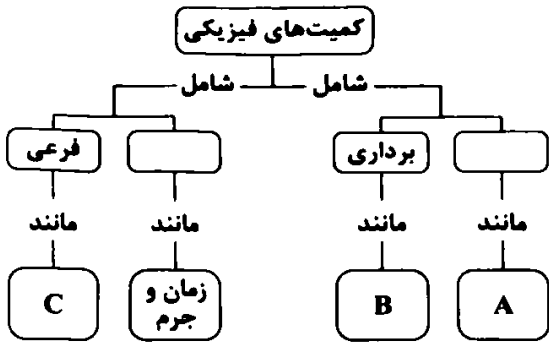 کمیت‌های فیزیکی
شامل شامل
برداری فرعی
مانند مانند مانند مانند
A B زمان و جرم C